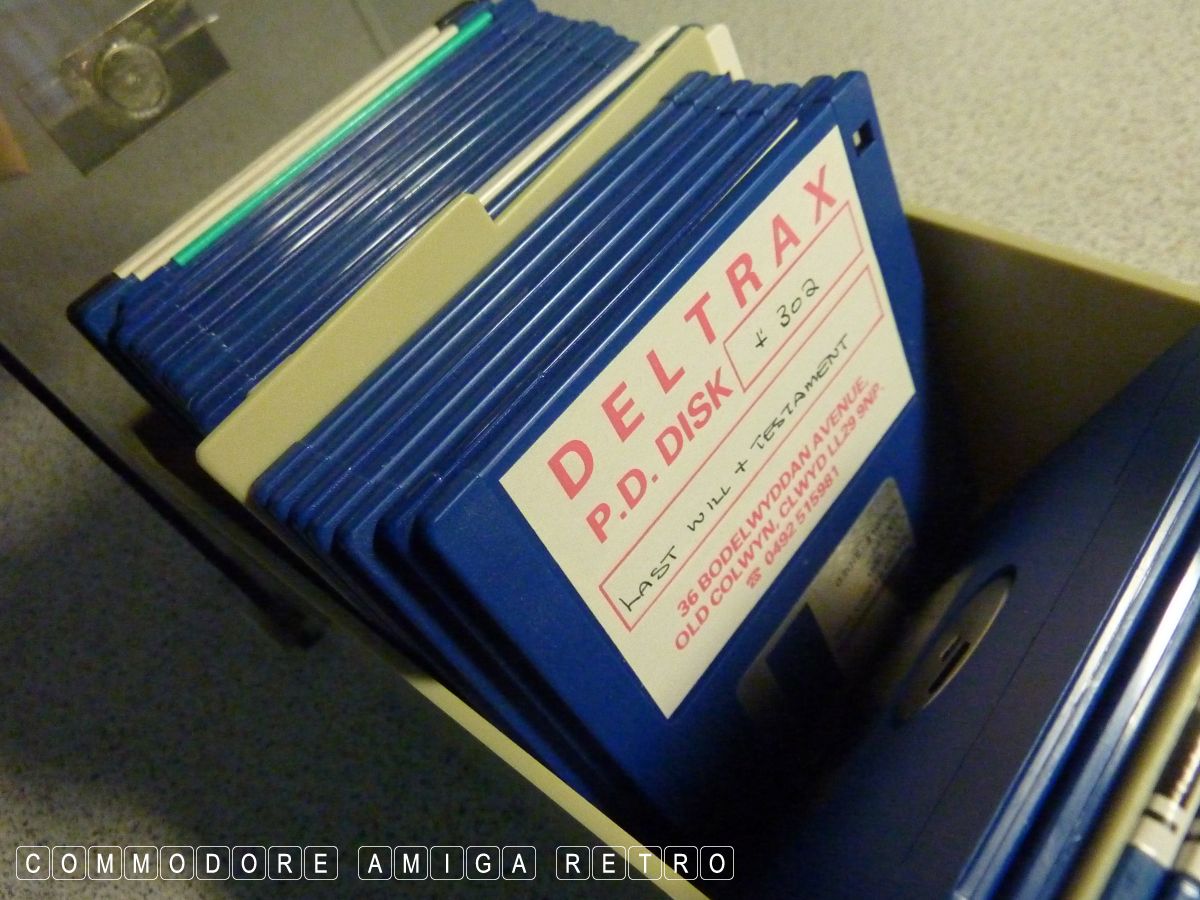 DELTRAX
P.D. DISK
# 302
LAST WILL + TESTAMENT
36 BODELWYDDAN AVENUE,
OLD COLWYN, CLWYD LL29 9NP.
☎ 0492 515981
COMMODORE AMIGA RETRO